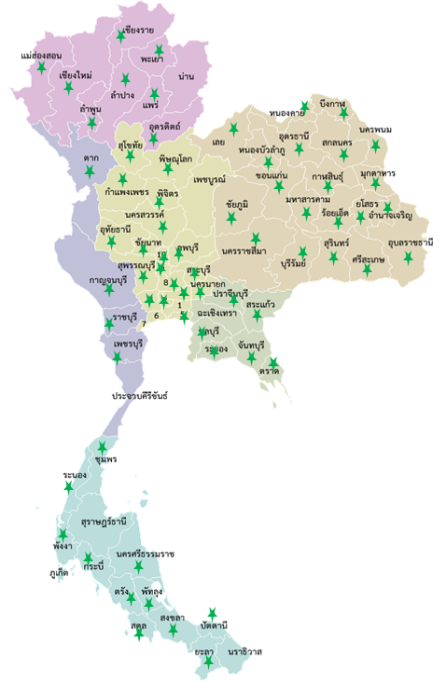 เชียงราย
แม่ฮ่องสอน
พะเยา
เชียงใหม่
น่าน
ลำปาง
แพร่
ลำพูน
อุตรดิตถ์
สุโขทัย
ตาก
พิษณุโลก
เพชรบูรณ์
กำแพงเพชร
พิจิตร
นครสวรรค์
อุทัยธานี
ชัยนาท
ลพบุรี
สุพรรณบุรี
สระบุรี
กาญจนบุรี
นครนายก
8
1
6
7
บึงกาฬ
หนองคาย
เลย
อุดรธานี
สกลนคร
นครพนม
หนองบัวลำภู
ขอนแก่น
กาฬสินธุ์
มุกดาหาร
มหาสารคาม
ร้อยเอ็ด
ยโสธร
อำนาจเจริญ
ชัยภูมิ
นครราชสีมา
บุรีรัมย์
สุรินทร์
ศรีสะเกษ
อุบลราชธานี
ปราจีนบุรี
สระแก้ว
ฉะเชิงเทรา
ชลบุรี
ระยอง
จันทบุรี
ตราด
ราชบุรี
เพชรบุรี
ประจวบคีรีขันธ์
ชุมพร
ระนอง
สุราษฎร์ธานี
พังงา
กระบี่
ภูเก็ต
นครศรีธรรมราช
ตรัง
พัทลุง
สตูล
สงขลา
ปัตตานี
ยะลา
นราธิวาส